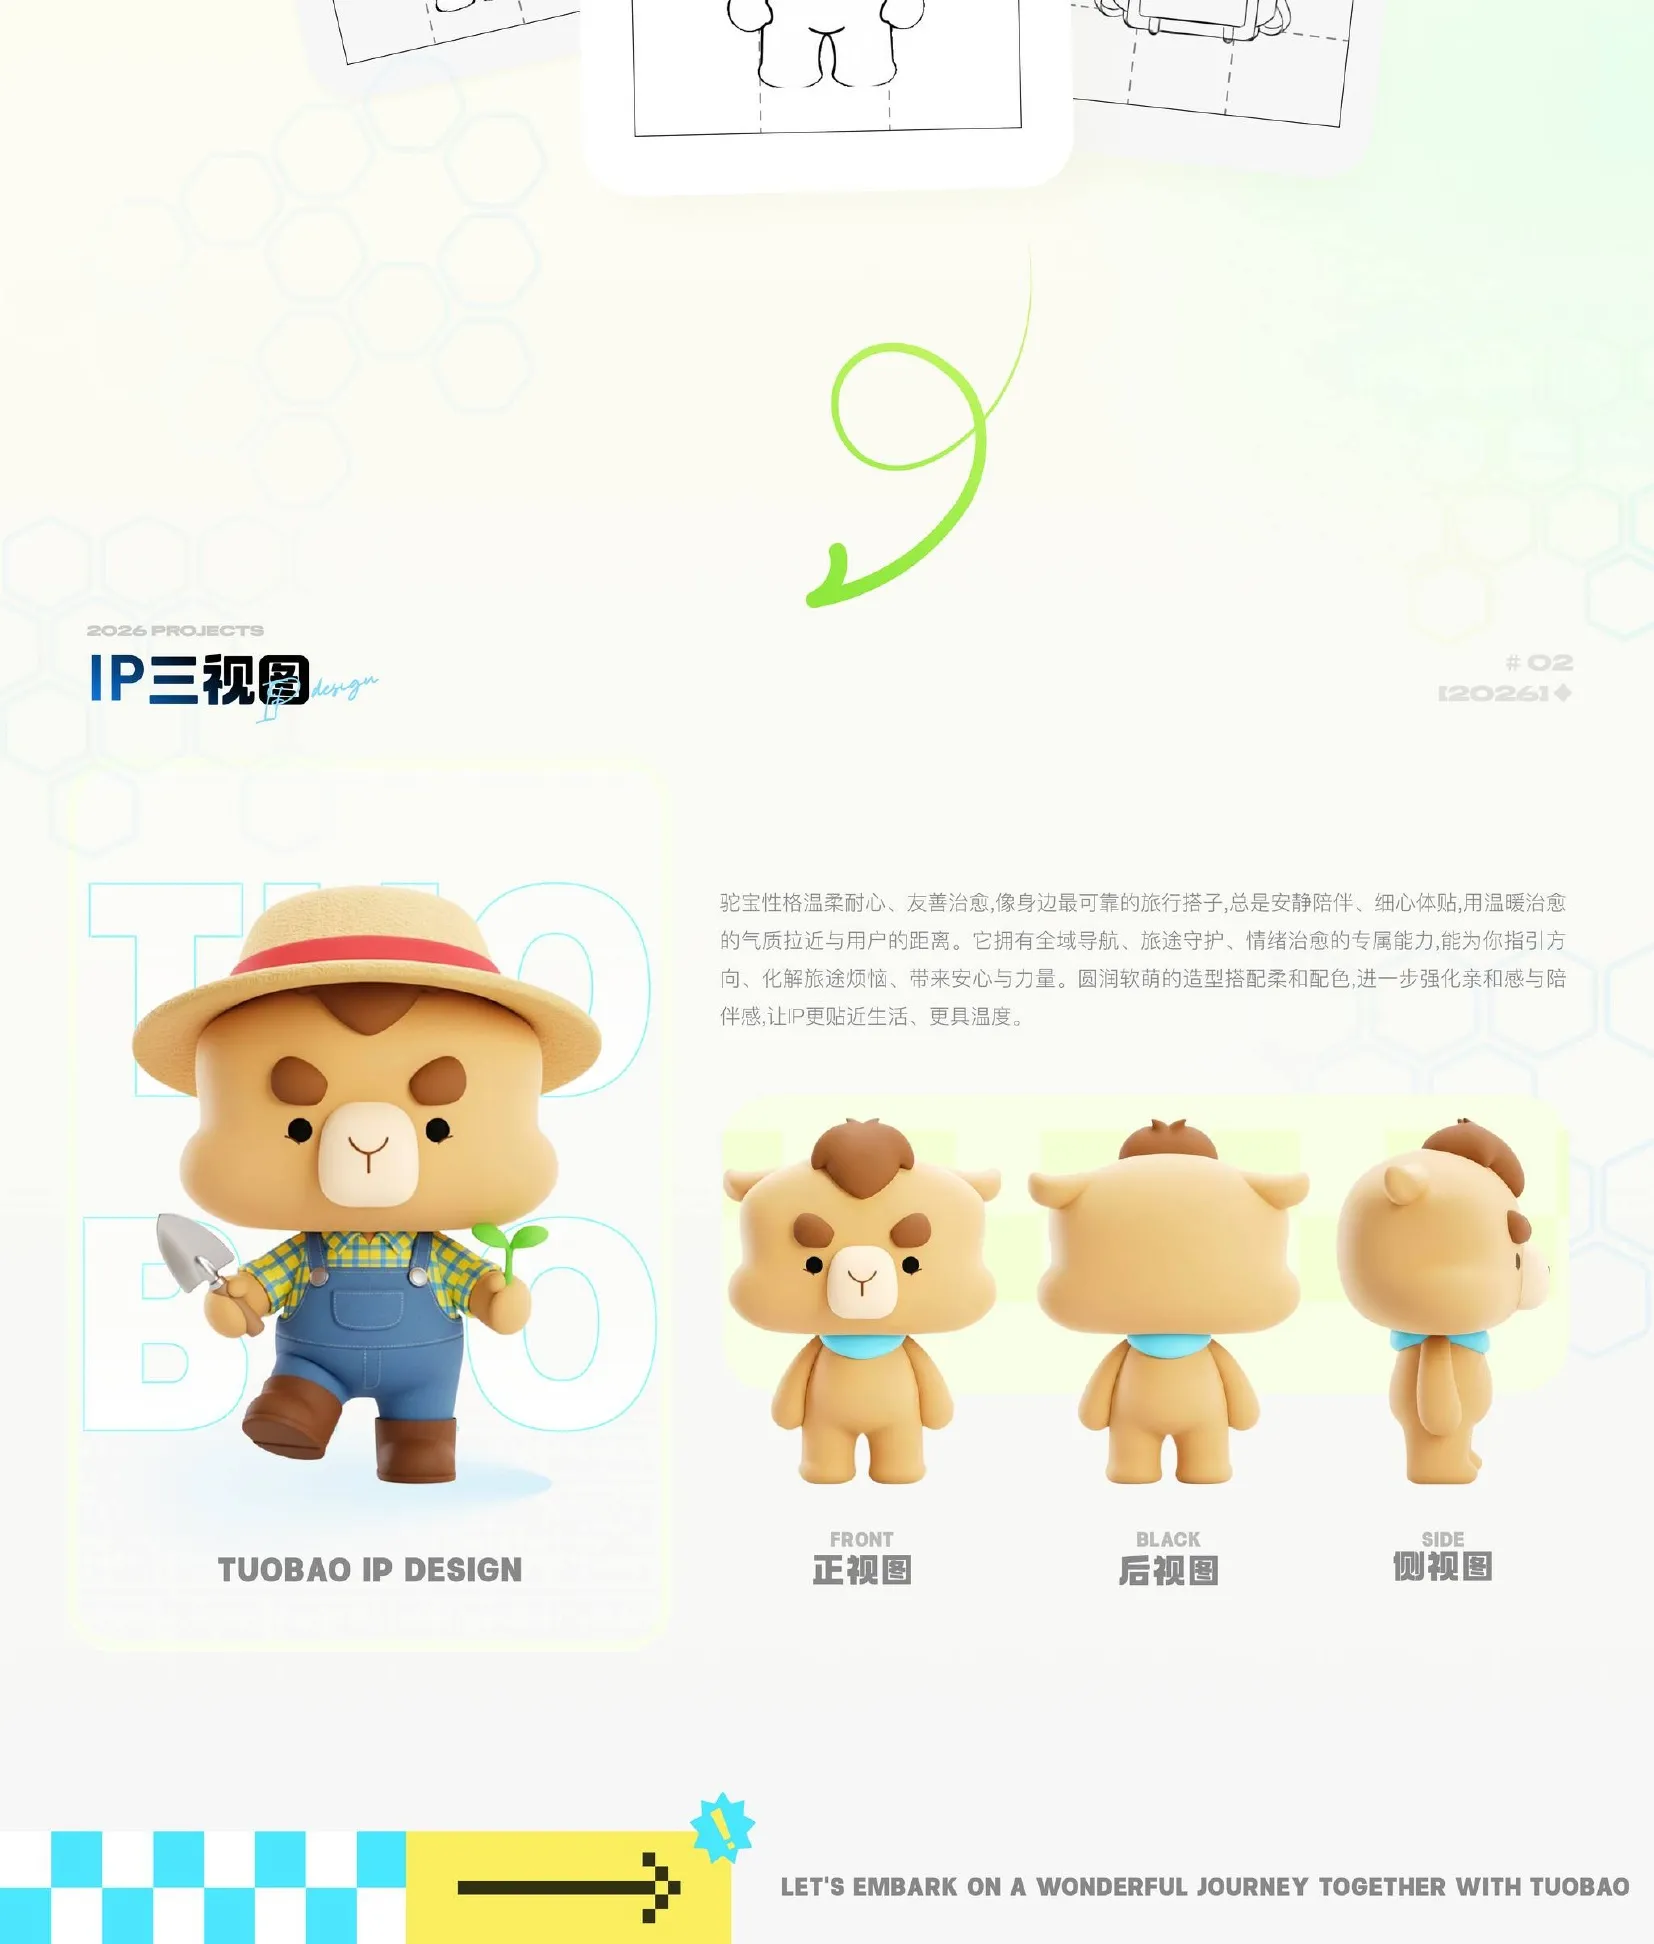 2026 PROJECTS
IP三视图
IP design
# 02
[2026]◆
TUO
BAO
驼宝性格温柔耐心、友善治愈,像身边最可靠的旅行搭子,总是安静陪伴、细心体贴,用温暖治愈
的气质拉近与用户的距离。它拥有全域导航、旅途守护、情绪治愈的专属能力,能为你指引方
向、化解旅途烦恼、带来安心与力量。圆润软萌的造型搭配柔和配色,进一步强化亲和感与陪
伴感,让IP更贴近生活、更具温度。
TUOBAO IP DESIGN
FRONT
正视图
BLACK
后视图
SIDE
侧视图
!
LET'S EMBARK ON A WONDERFUL JOURNEY TOGETHER WITH TUOBAO